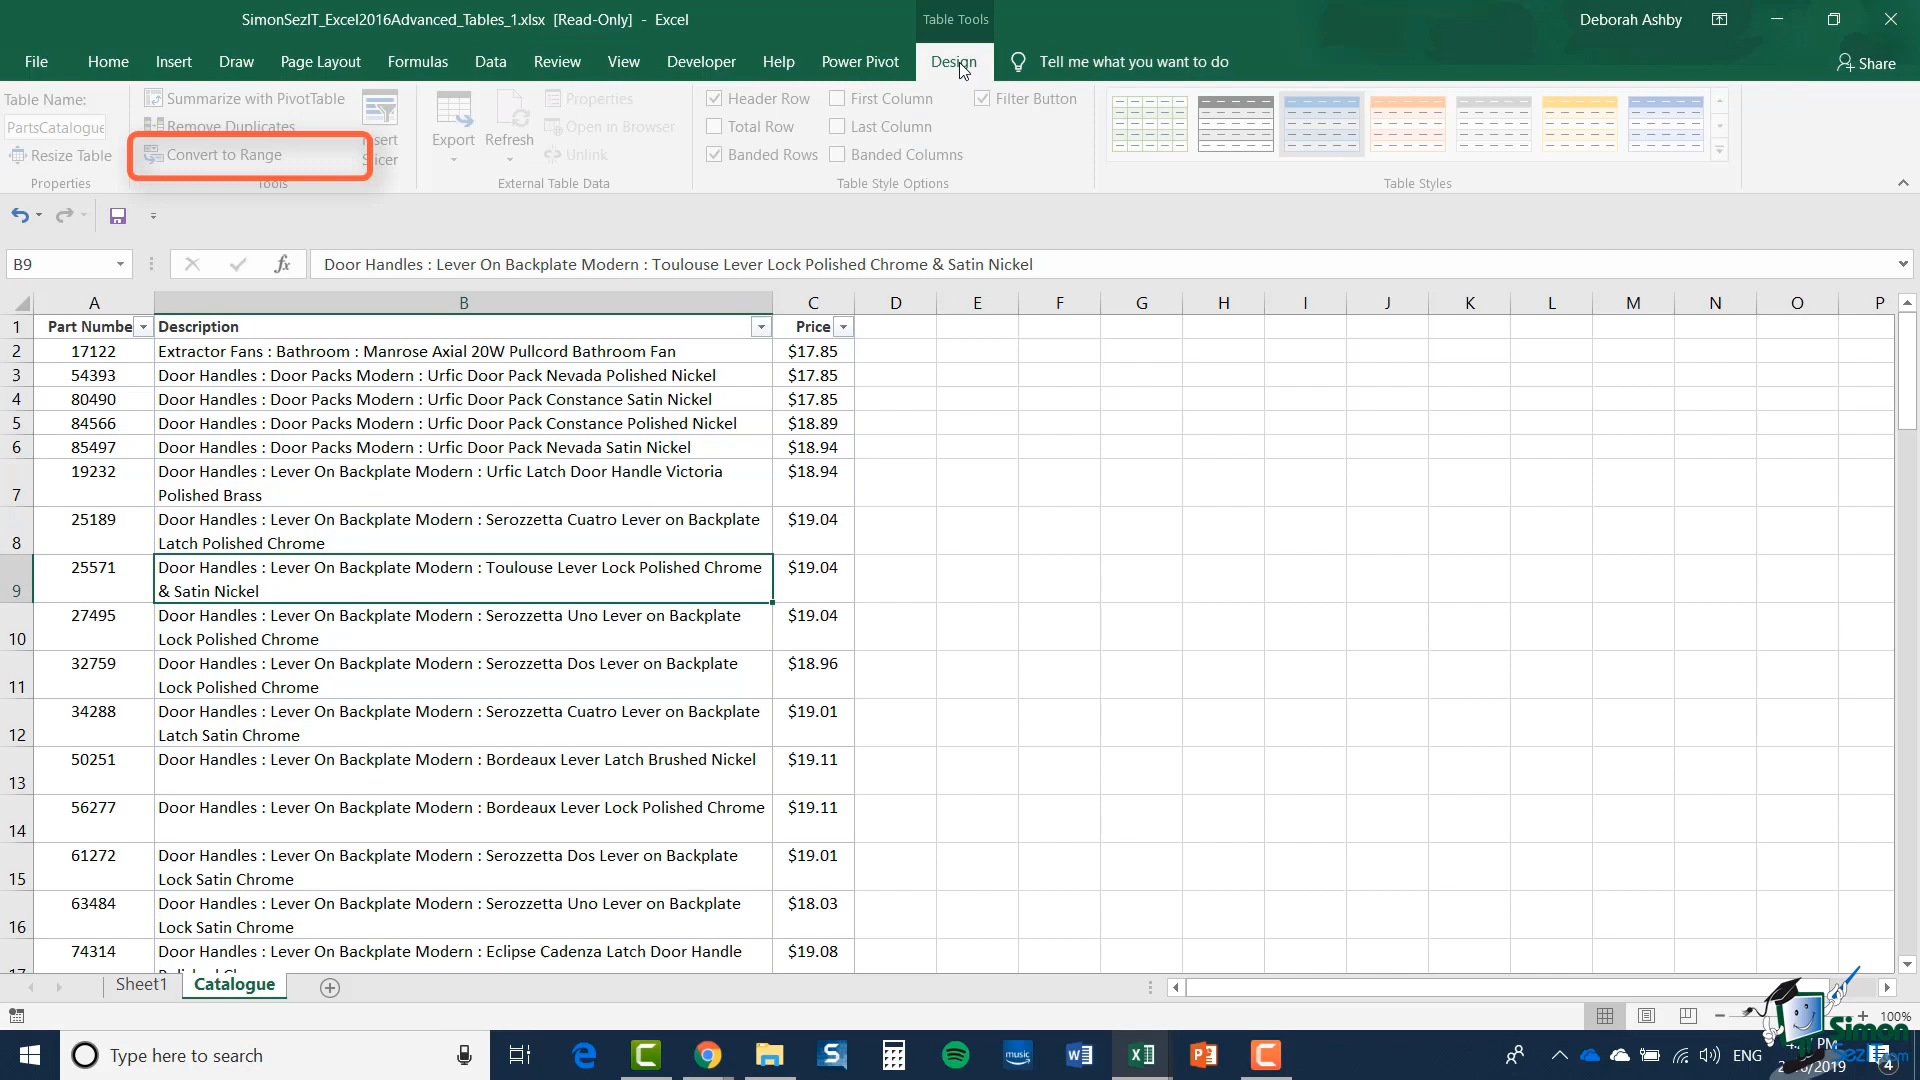 SimonSezIT_Excel2016Advanced_Tables_1.xlsx [Read-Only] - Excel
Table Tools
Deborah Ashby
File Home Insert Draw Page Layout Formulas Data Review View Developer Help Power Pivot Design Tell me what you want to do Share
Table Name:
PartsCatalogue
Resize Table
Properties
Summarize with PivotTable
Remove Duplicates
Convert to Range
Tools
Export
Refresh
Properties
Open in Browser
Unlink
External Table Data
Header Row First Column Filter Button
Total Row Last Column
Banded Rows Banded Columns
Table Style Options
Table Styles
B9
fx
Door Handles : Lever On Backplate Modern : Toulouse Lever Lock Polished Chrome & Satin Nickel
A B C D E F G H I J K L M N O P
1 Part Numbe Description Price
2 17122 Extractor Fans : Bathroom : Manrose Axial 20W Pullcord Bathroom Fan $17.85
3 54393 Door Handles : Door Packs Modern : Urfic Door Pack Nevada Polished Nickel $17.85
4 80490 Door Handles : Door Packs Modern : Urfic Door Pack Constance Satin Nickel $17.85
5 84566 Door Handles : Door Packs Modern : Urfic Door Pack Constance Polished Nickel $18.89
6 85497 Door Handles : Door Packs Modern : Urfic Door Pack Nevada Satin Nickel $18.94
19232 Door Handles : Lever On Backplate Modern : Urfic Latch Door Handle Victoria $18.94
7 Polished Brass
25189 Door Handles : Lever On Backplate Modern : Serozzetta Cuatro Lever on Backplate $19.04
8 Latch Polished Chrome
25571 Door Handles : Lever On Backplate Modern : Toulouse Lever Lock Polished Chrome $19.04
9 & Satin Nickel
27495 Door Handles : Lever On Backplate Modern : Serozzetta Uno Lever on Backplate $19.04
10 Lock Polished Chrome
32759 Door Handles : Lever On Backplate Modern : Serozzetta Dos Lever on Backplate $18.96
11 Lock Polished Chrome
34288 Door Handles : Lever On Backplate Modern : Serozzetta Cuatro Lever on Backplate $19.01
12 Latch Satin Chrome
50251 Door Handles : Lever On Backplate Modern : Bordeaux Lever Latch Brushed Nickel $19.11
13
56277 Door Handles : Lever On Backplate Modern : Bordeaux Lever Lock Polished Chrome $19.11
14
61272 Door Handles : Lever On Backplate Modern : Serozzetta Dos Lever on Backplate $19.01
15 Lock Satin Chrome
63484 Door Handles : Lever On Backplate Modern : Serozzetta Uno Lever on Backplate $18.03
16 Lock Satin Chrome
74314 Door Handles : Lever On Backplate Modern : Eclipse Cadenza Latch Door Handle $19.08
Sheet1 Catalogue
100%
Type here to search
music
ENG
PM
4
Simon
SezIT.com